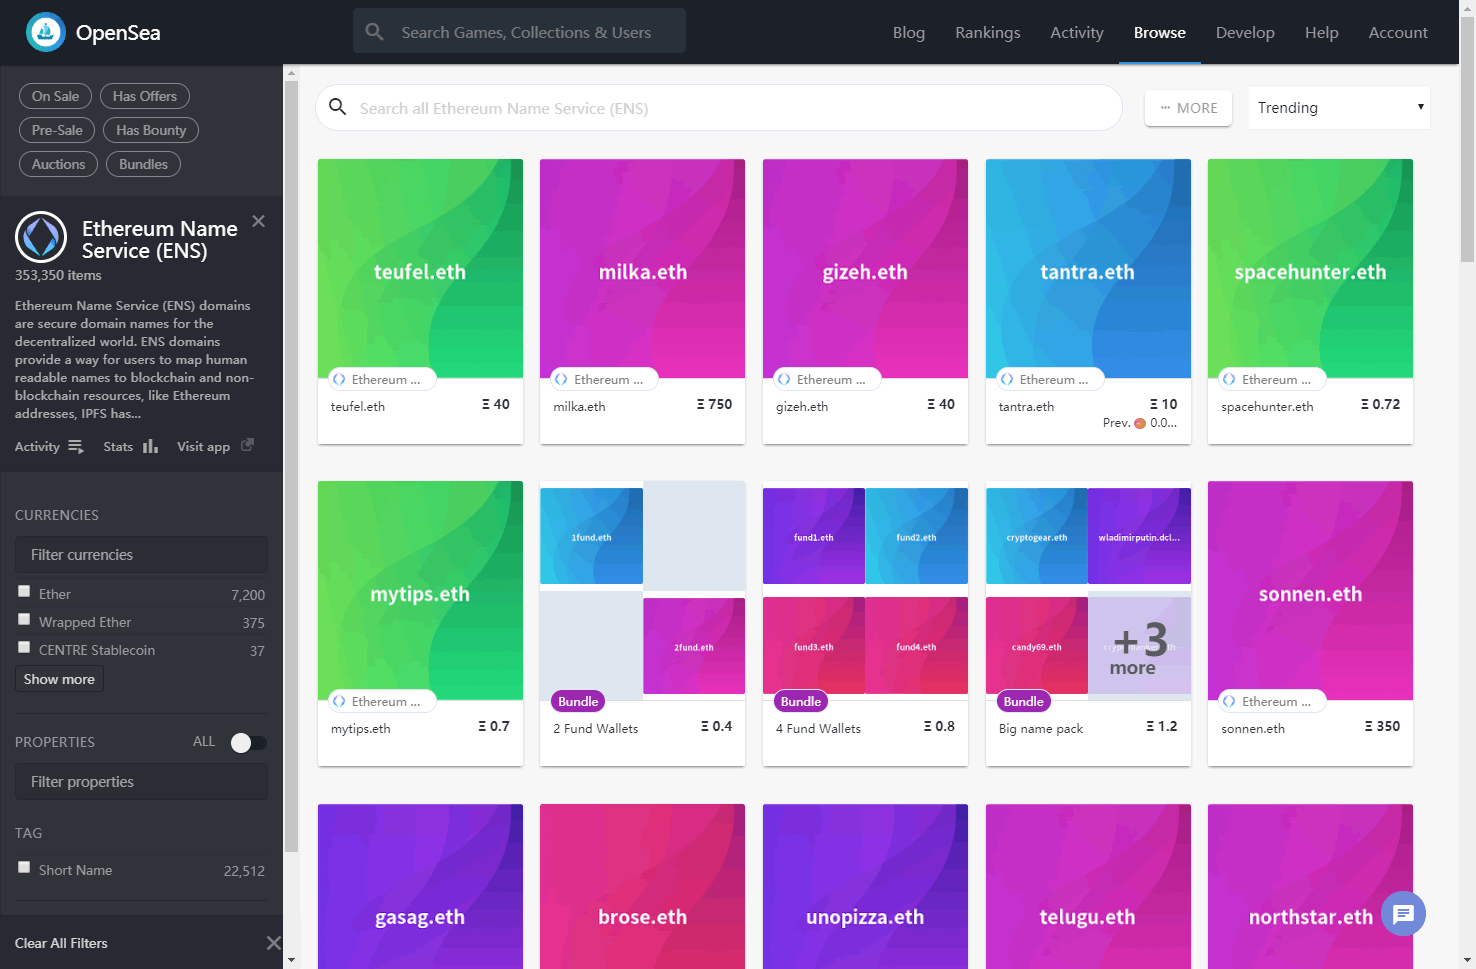 OpenSea
Search Games, Collections & Users
Blog
Rankings
Activity
Browse
Develop
Help
Account
On Sale
Has Offers
Pre-Sale
Has Bounty
Auctions
Bundles
Ethereum Name
Service (ENS)
353,350 items
Ethereum Name Service (ENS) domains
are secure domain names for the
decentralized world. ENS domains
provide a way for users to map human
readable names to blockchain and non-
blockchain resources, like Ethereum
addresses, IPFS has...
Activity
Stats
Visit app
CURRENCIES
Filter currencies
Ether 7,200
Wrapped Ether 375
CENTRE Stablecoin 37
Show more
PROPERTIES ALL
Filter properties
TAG
Short Name 22,512
Clear All Filters
Search all Ethereum Name Service (ENS)
··· MORE
Trending
teufel.eth
Ethereum ...
teufel.eth Ξ 40
milka.eth
Ethereum ...
milka.eth Ξ 750
gizeh.eth
Ethereum ...
gizeh.eth Ξ 40
tantra.eth
Ethereum ...
tantra.eth Ξ 10
Prev. 0.0...
spacehunter.eth
Ethereum ...
spacehunter.eth Ξ 0.72
mytips.eth
Ethereum ...
mytips.eth Ξ 0.7
1fund.eth
2fund.eth
Bundle
2 Fund Wallets Ξ 0.4
fund1.eth
fund2.eth
fund3.eth
fund4.eth
Bundle
4 Fund Wallets Ξ 0.8
cryptogear.eth
wladimirputin.dcl...
candy69.eth
+3
more
Bundle
Big name pack Ξ 1.2
sonnen.eth
Ethereum ...
sonnen.eth Ξ 350
gasag.eth
brose.eth
unopizza.eth
telugu.eth
northstar.eth